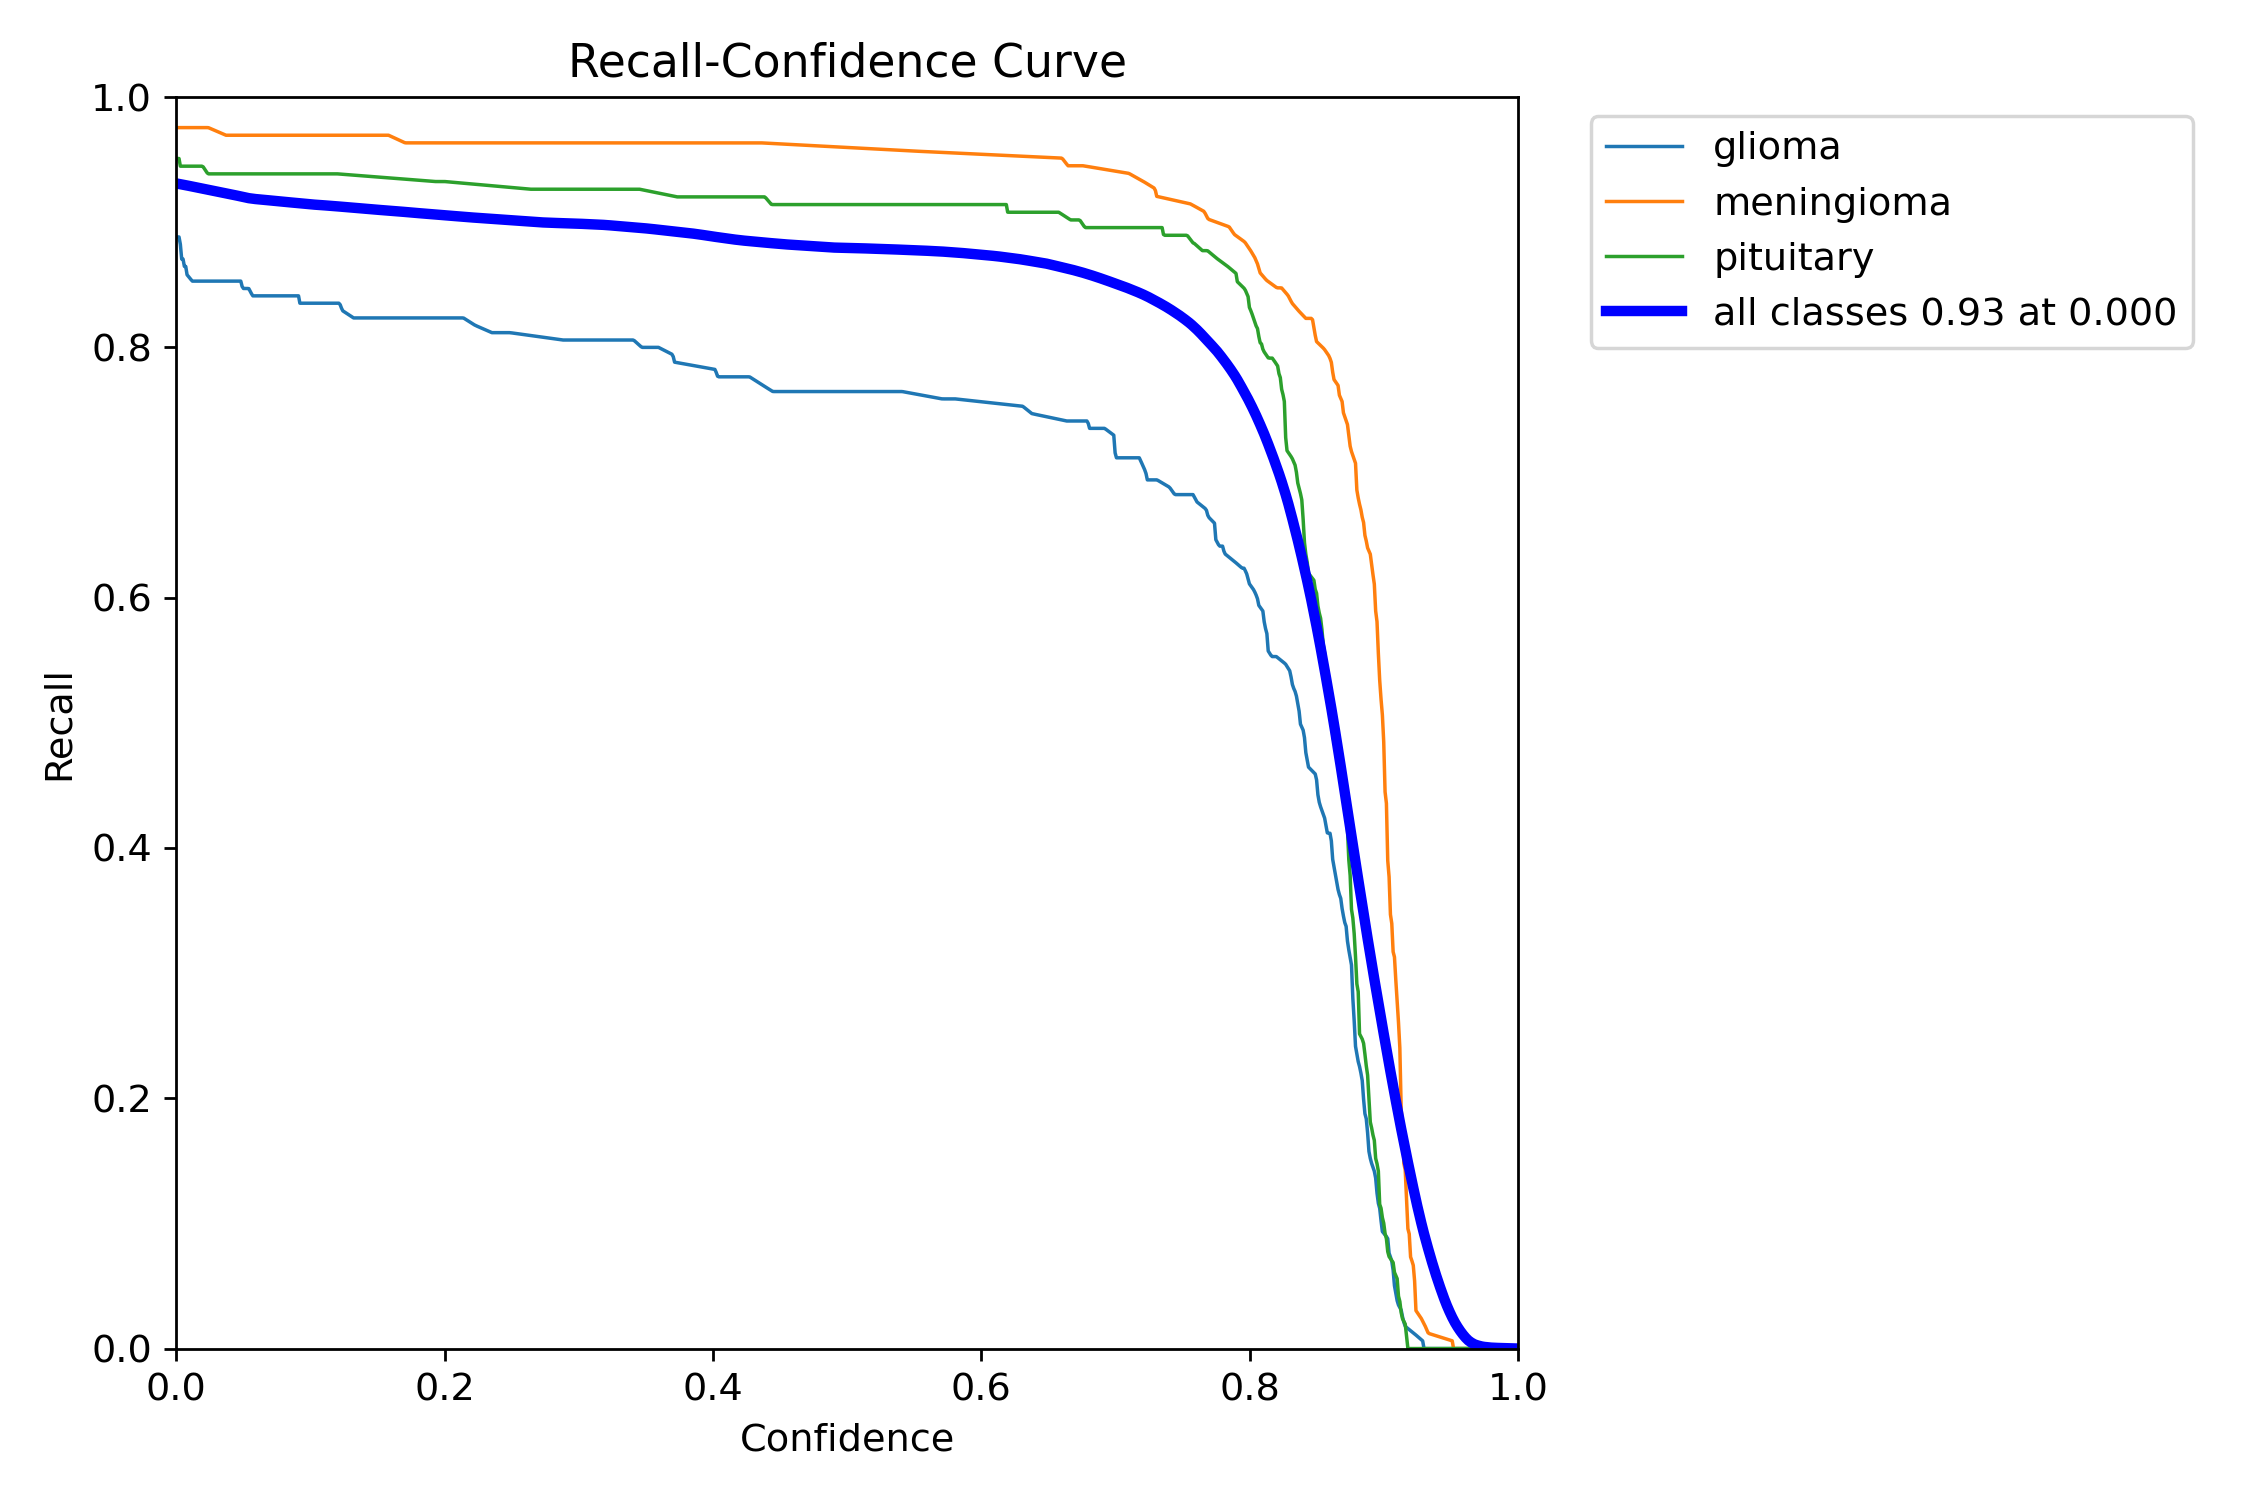 Recall-Confidence Curve
1.0
0.8
0.6
0.4
0.2
0.0
Recall
0.0 0.2 0.4 0.6 0.8 1.0
Confidence
glioma
meningioma
pituitary
all classes 0.93 at 0.000